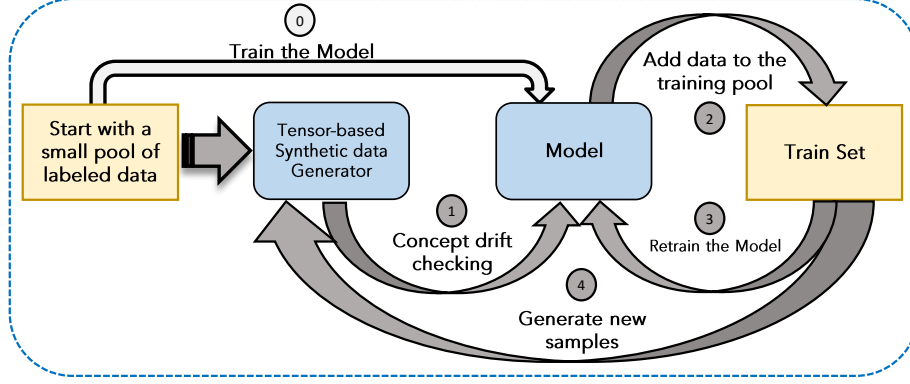 0
Train the Model
Start with a
small pool of
labeled data
Tensor-based
Synthetic data
Generator
Model
Add data to the
training pool
2
Train Set
1
Concept drift
checking
3
Retrain the Model
4
Generate new
samples